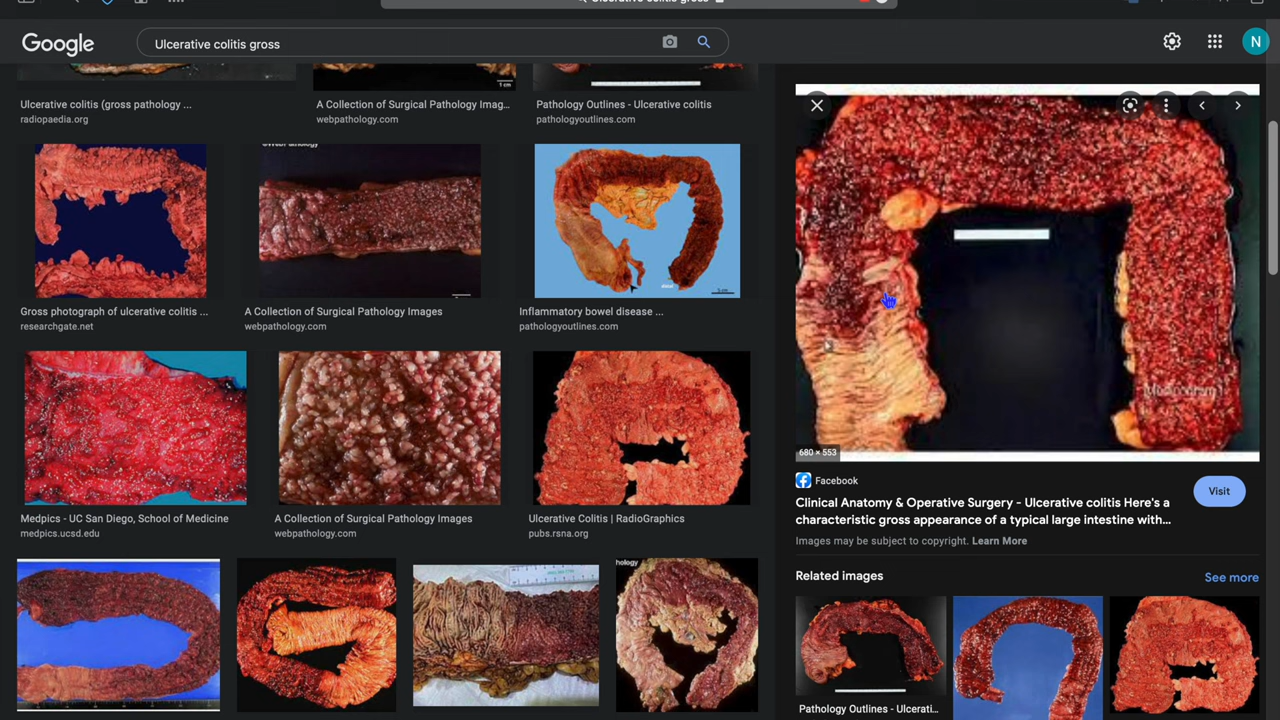 Ulcerative colitis gross
Google
Ulcerative colitis gross
N
1 cm
Ulcerative colitis (gross pathology ...
radiopaedia.org
A Collection of Surgical Pathology Imag...
webpathology.com
Pathology Outlines - Ulcerative colitis
pathologyoutlines.com
Gross photograph of ulcerative colitis ...
researchgate.net
A Collection of Surgical Pathology Images
webpathology.com
Inflammatory bowel disease ...
pathologyoutlines.com
Medpics - UC San Diego, School of Medicine
medpics.ucsd.edu
A Collection of Surgical Pathology Images
webpathology.com
Ulcerative Colitis | RadioGraphics
pubs.rsna.org
680 × 553
Facebook
Clinical Anatomy & Operative Surgery - Ulcerative colitis Here's a
characteristic gross appearance of a typical large intestine with...
Visit
Images may be subject to copyright. Learn More
Related images
See more
Pathology Outlines - Ulcerati...